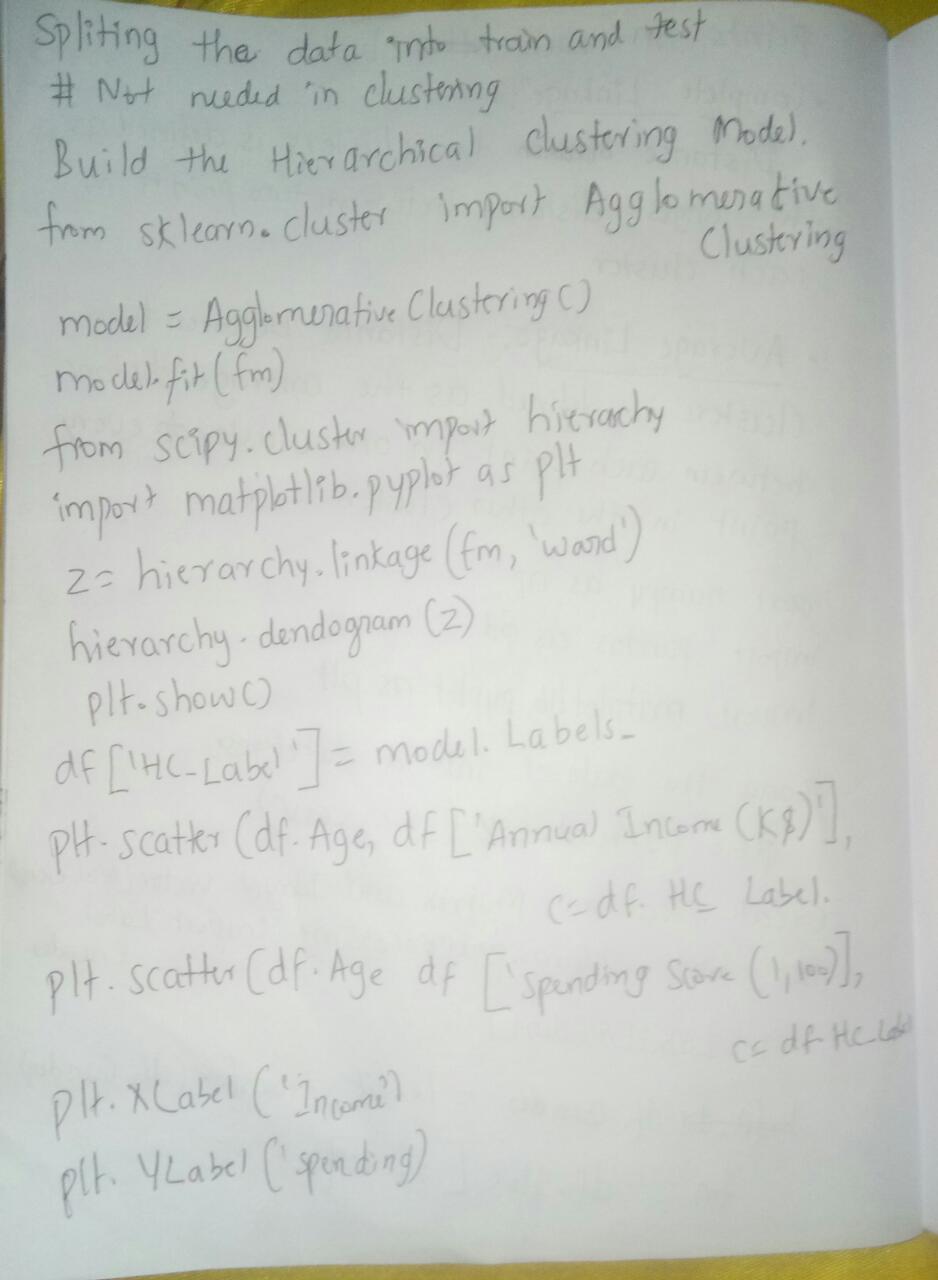 Spliting the data into train and test
# Not needed in clustering
Build the Hierarchical Clustering Model.
from sklearn.cluster import Agglomerative
Clustering
model = Agglomerative Clustering ()
model.fit (fm)
from scipy.cluster import hierarchy
import matplotlib.pyplot as plt
z = hierarchy.linkage (fm, 'ward')
hierarchy.dendogram (z)
plt.show()
df ['HC-Label'] = model. Labels_
plt. scatter (df. Age, df ['Annual Income (K$)'],
c= df. HC Label.
plt. scatter (df. Age df ['Spending Score (1,100)],
c= df HC Label
plt. XLabel ('Income')
plt. YLabel ('spending)